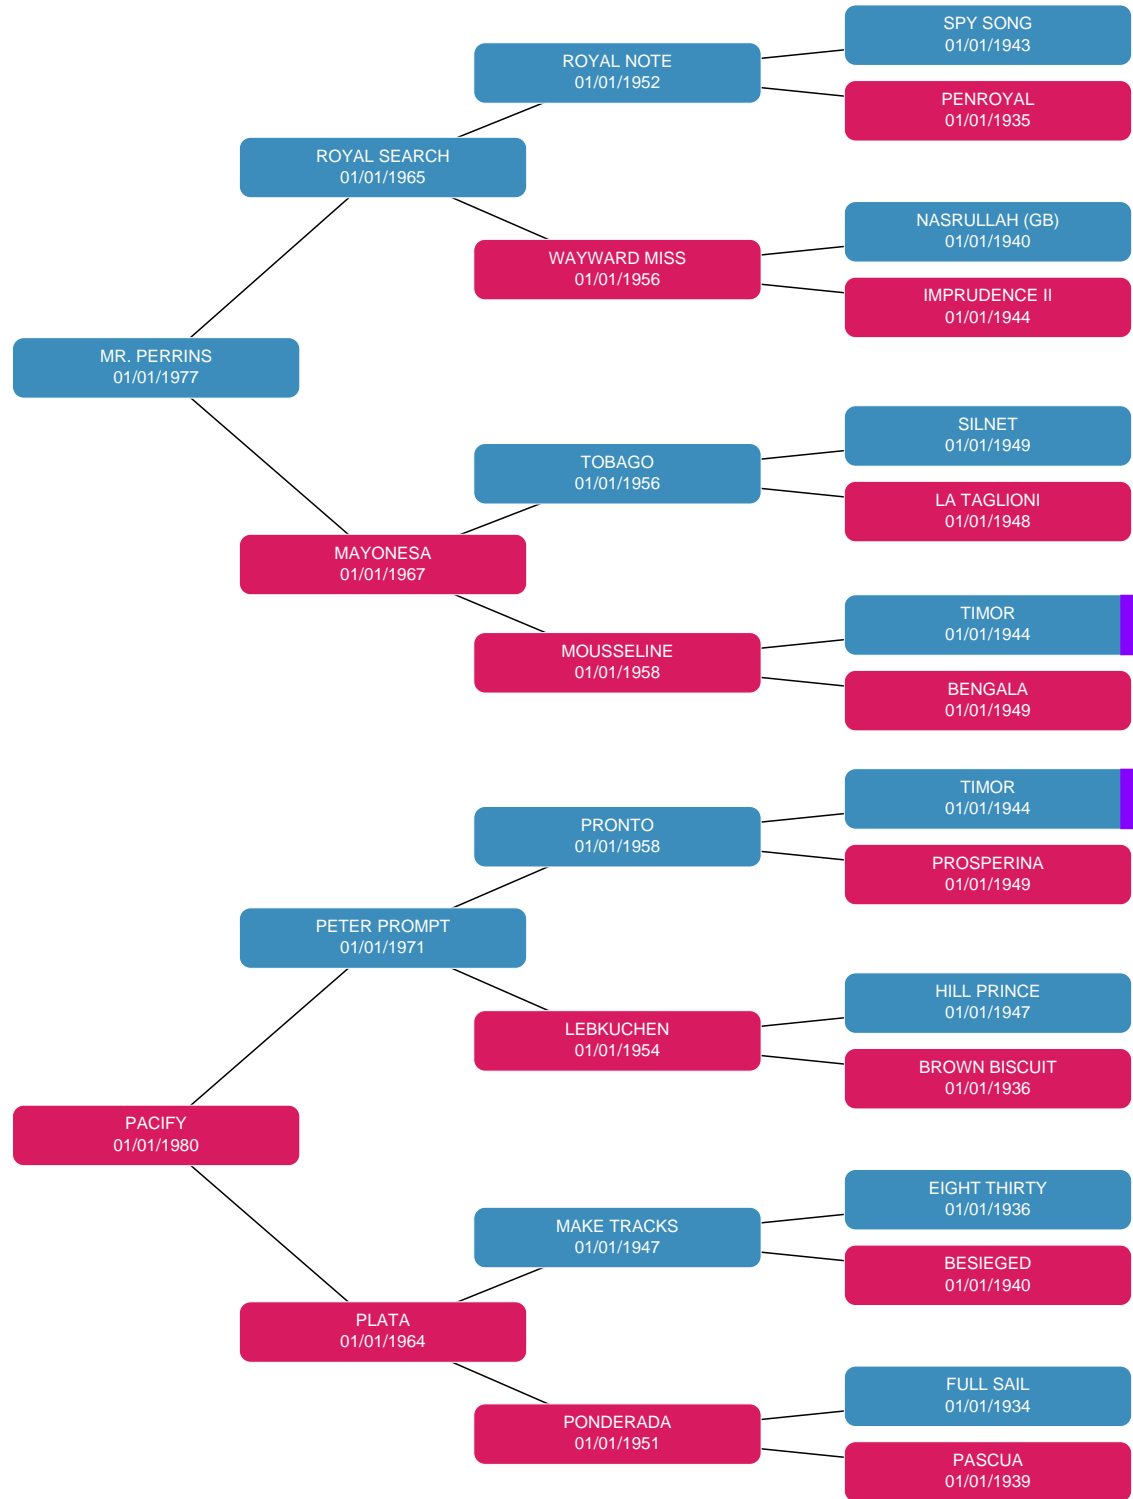 SPY SONG
01/01/1943
ROYAL NOTE
01/01/1952
PENROYAL
01/01/1935
ROYAL SEARCH
01/01/1965
NASRULLAH (GB)
01/01/1940
WAYWARD MISS
01/01/1956
IMPRUDENCE II
01/01/1944
MR. PERRINS
01/01/1977
SILNET
01/01/1949
TOBAGO
01/01/1956
LA TAGLIONI
01/01/1948
MAYONESA
01/01/1967
TIMOR
01/01/1944
MOUSSELINE
01/01/1958
BENGALA
01/01/1949
TIMOR
01/01/1944
PRONTO
01/01/1958
PROSPERINA
01/01/1949
PETER PROMPT
01/01/1971
HILL PRINCE
01/01/1947
LEBKUCHEN
01/01/1954
BROWN BISCUIT
01/01/1936
PACIFY
01/01/1980
EIGHT THIRTY
01/01/1936
MAKE TRACKS
01/01/1947
BESIEGED
01/01/1940
PLATA
01/01/1964
FULL SAIL
01/01/1934
PONDERADA
01/01/1951
PASCUA
01/01/1939